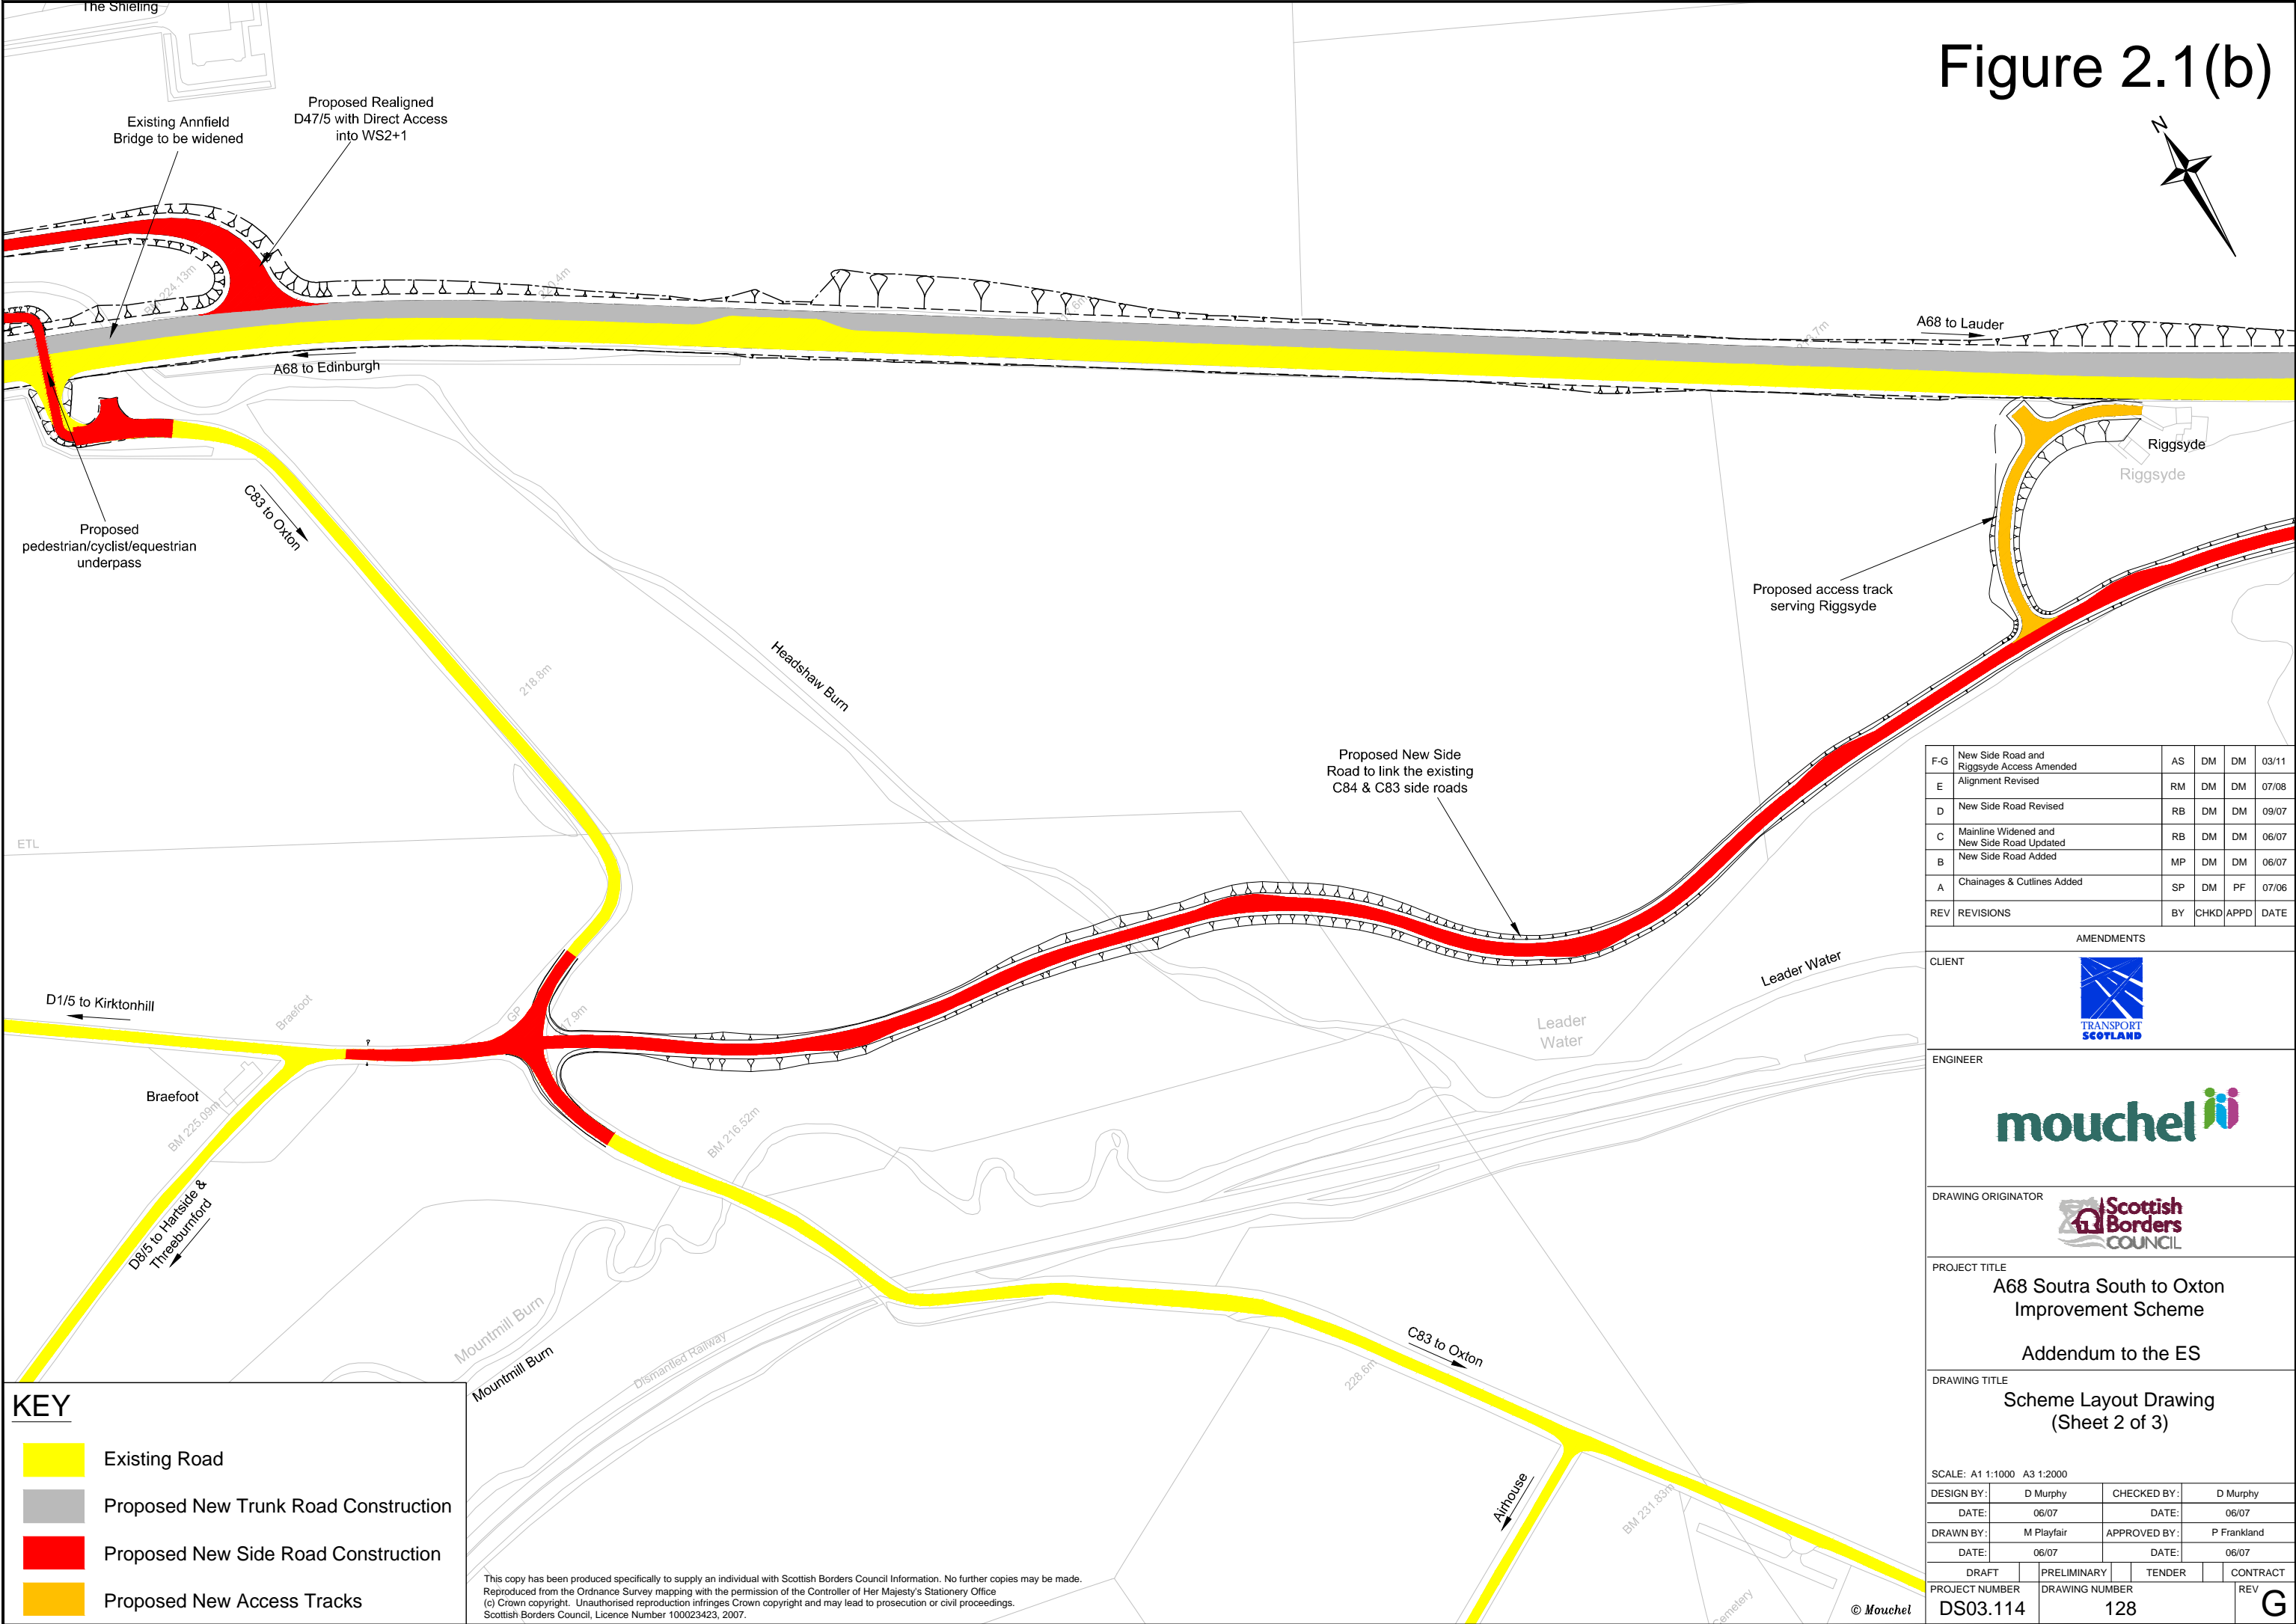 The Shieling
Figure 2.1(b)
N
Existing Annfield
Bridge to be widened
Proposed Realigned
D47/5 with Direct Access
into WS2+1
BM 224.13m
A68 to Lauder
A68 to Edinburgh
Riggsyde
Riggsyde
C83 to Oxton
Proposed
pedestrian/cyclist/equestrian
underpass
Proposed access track
serving Riggsyde
218.8m
Headshaw Burn
Proposed New Side
Road to link the existing
C84 & C83 side roads
ETL
Leader Water
Leader
Water
D1/5 to Kirktonhill
Braefoot
GP
Braefoot
BM 225.09m
BM 216.52m
D8/5 to Hartside &
Threeburnford
Mountmill Burn
Mountmill Burn
Dismantled Railway
C83 to Oxton
228.6m
Airhouse
BM 231.83m
Cemetery
KEY
Existing Road
Proposed New Trunk Road Construction
Proposed New Side Road Construction
Proposed New Access Tracks
This copy has been produced specifically to supply an individual with Scottish Borders Council Information. No further copies may be made.
Reproduced from the Ordnance Survey mapping with the permission of the Controller of Her Majesty's Stationery Office
(c) Crown copyright. Unauthorised reproduction infringes Crown copyright and may lead to prosecution or civil proceedings.
Scottish Borders Council, Licence Number 100023423, 2007.
© Mouchel
F-G New Side Road and
Riggsyde Access Amended AS DM DM 03/11
E Alignment Revised RM DM DM 07/08
D New Side Road Revised RB DM DM 09/07
C Mainline Widened and
New Side Road Updated RB DM DM 06/07
B New Side Road Added MP DM DM 06/07
A Chainages & Cutlines Added SP DM PF 07/06
REV REVISIONS BY CHKD APPD DATE
AMENDMENTS
CLIENT
TRANSPORT
SCOTLAND
ENGINEER
mouchel
DRAWING ORIGINATOR
Scottish
Borders
COUNCIL
PROJECT TITLE
A68 Soutra South to Oxton
Improvement Scheme
Addendum to the ES
DRAWING TITLE
Scheme Layout Drawing
(Sheet 2 of 3)
SCALE: A1 1:1000 A3 1:2000
DESIGN BY: D Murphy CHECKED BY: D Murphy
DATE: 06/07 DATE: 06/07
DRAWN BY: M Playfair APPROVED BY: P Frankland
DATE: 06/07 DATE: 06/07
DRAFT PRELIMINARY TENDER CONTRACT
PROJECT NUMBER DRAWING NUMBER REV
DS03.114 128 G